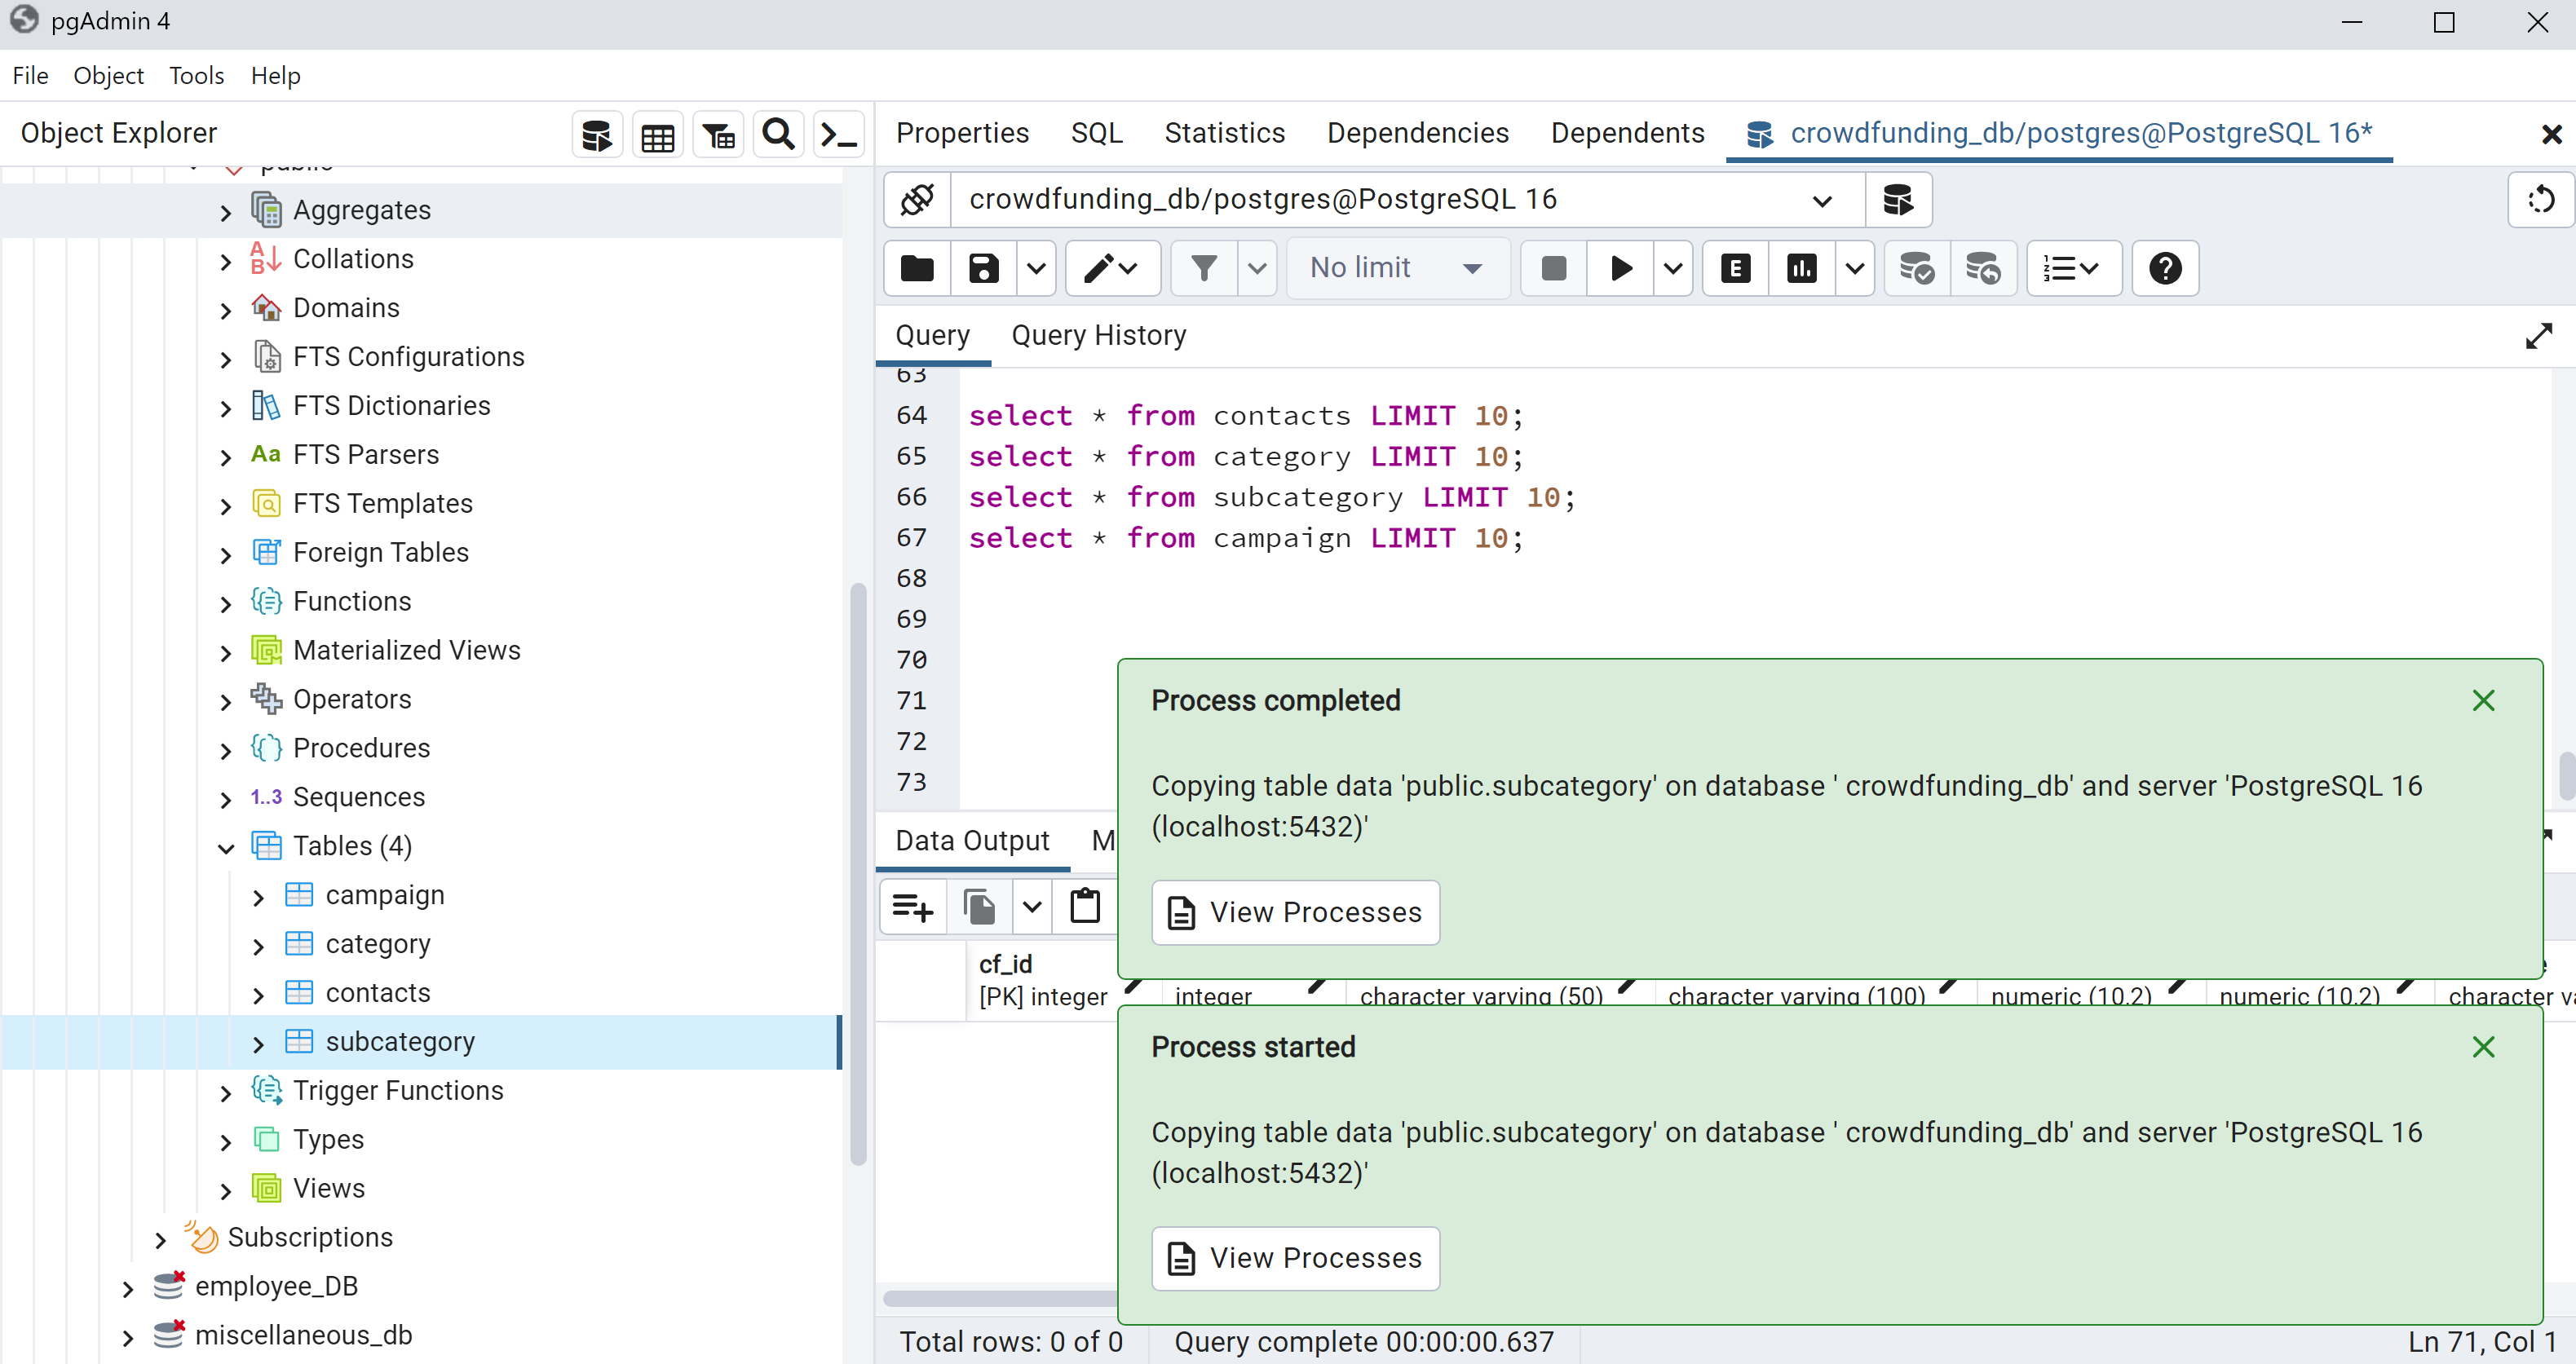 pgAdmin 4
File Object Tools Help
Object Explorer
Properties SQL Statistics Dependencies Dependents crowdfunding_db/postgres@PostgreSQL 16*
crowdfunding_db/postgres@PostgreSQL 16
No limit
Query Query History
public
Aggregates
Collations
Domains
FTS Configurations
FTS Dictionaries
FTS Parsers
FTS Templates
Foreign Tables
Functions
Materialized Views
Operators
Procedures
1..3 Sequences
Tables (4)
campaign
category
contacts
subcategory
Trigger Functions
Types
Views
Subscriptions
employee_DB
miscellaneous_db
63
64 select * from contacts LIMIT 10;
65 select * from category LIMIT 10;
66 select * from subcategory LIMIT 10;
67 select * from campaign LIMIT 10;
68
69
70
71
72
73
Process completed
Copying table data 'public.subcategory' on database ' crowdfunding_db' and server 'PostgreSQL 16
(localhost:5432)'
View Processes
Data Output M
cf_id
[PK] integer integer character varying (50) character varying (100) numeric (10,2) numeric (10,2) character va
Process started
Copying table data 'public.subcategory' on database ' crowdfunding_db' and server 'PostgreSQL 16
(localhost:5432)'
View Processes
Total rows: 0 of 0 Query complete 00:00:00.637 Ln 71, Col 1